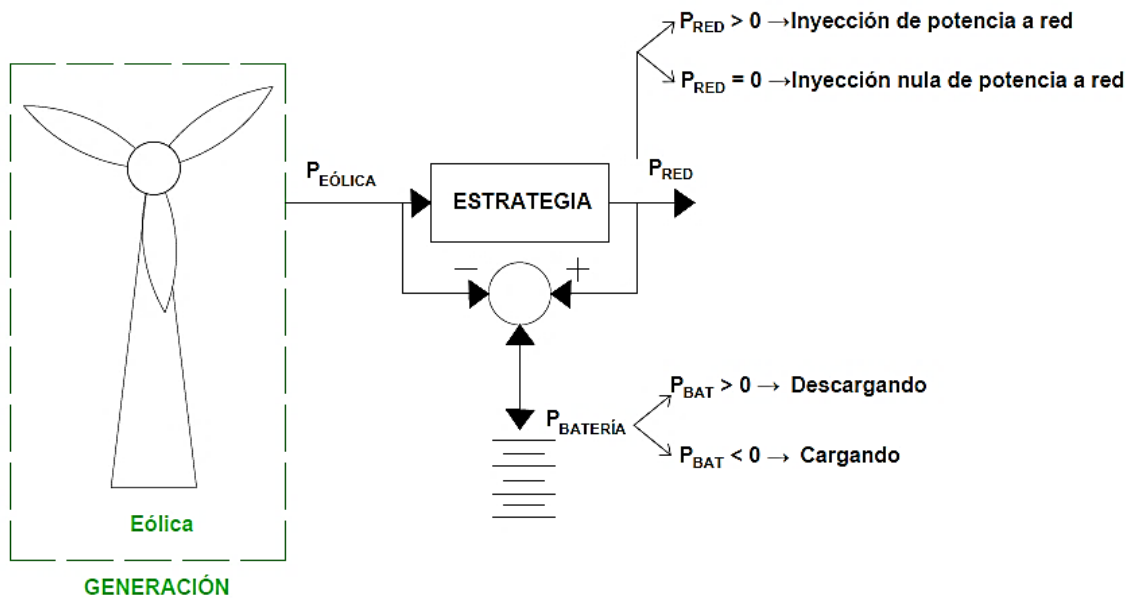 P_RED > 0 → Inyección de potencia a red
P_RED = 0 → Inyección nula de potencia a red
P_EÓLICA
ESTRATEGIA
P_RED
− +
P_BATERÍA
P_BAT > 0 → Descargando
P_BAT < 0 → Cargando
Eólica
GENERACIÓN